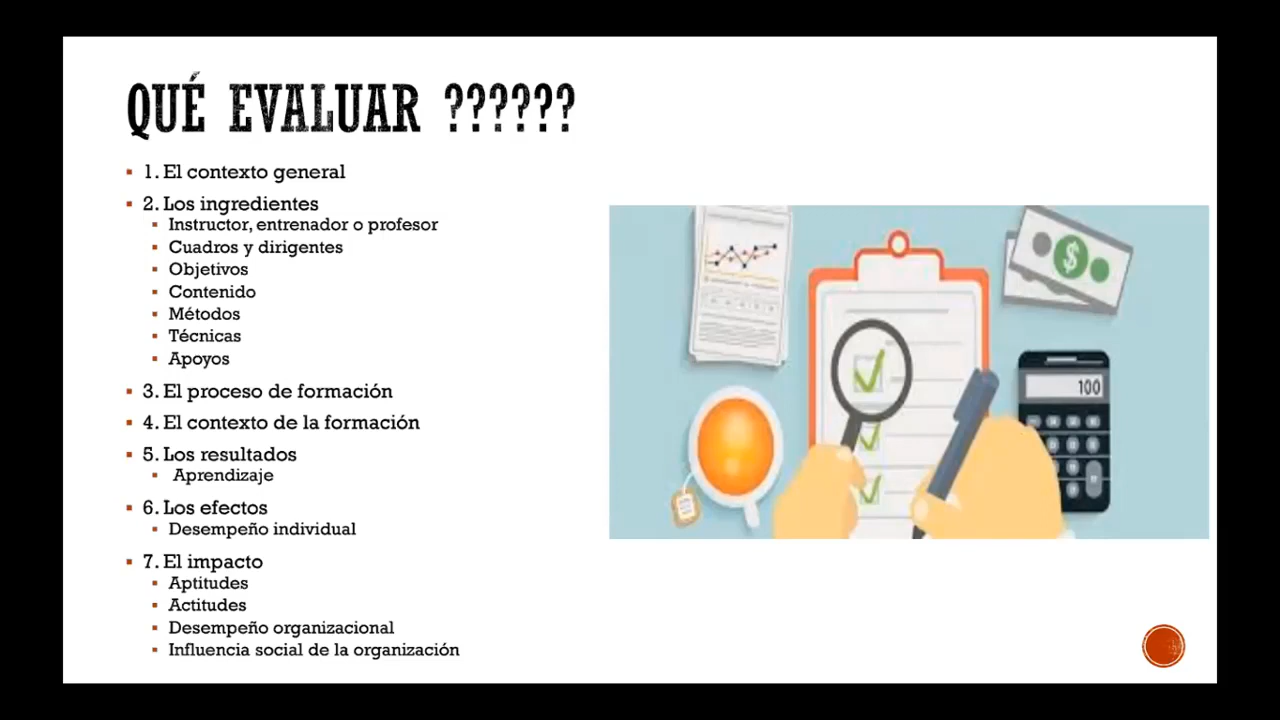 QUÉ EVALUAR ??????
1. El contexto general
2. Los ingredientes
Instructor, entrenador o profesor
Cuadros y dirigentes
Objetivos
Contenido
Métodos
Técnicas
Apoyos
3. El proceso de formación
4. El contexto de la formación
5. Los resultados
Aprendizaje
6. Los efectos
Desempeño individual
7. El impacto
Aptitudes
Actitudes
Desempeño organizacional
Influencia social de la organización
$
100